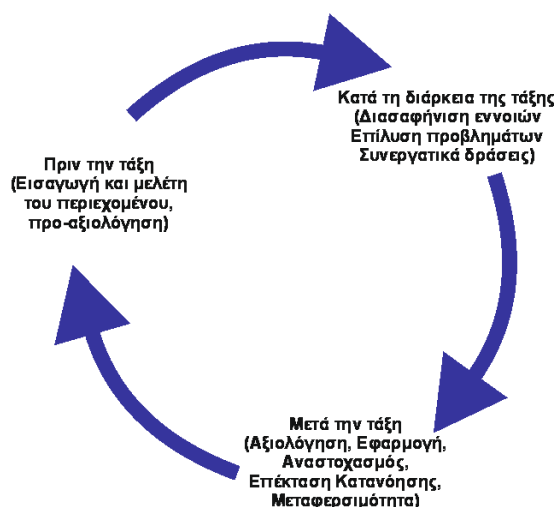 Κατά τη διάρκεια της τάξης
(Διασαφήνιση εννοιών
Επίλυση προβλημάτων
Συνεργατικά δράσεις)
Πριν την τάξη
(Εισαγωγή και μελέτη
του περιεχομένου,
προ-αξιολόγηση)
Μετά την τάξη
(Αξιολόγηση, Εφαρμογή,
Αναστοχασμός,
Επέκταση Κατανόησης,
Μεταφερσιμότητα)